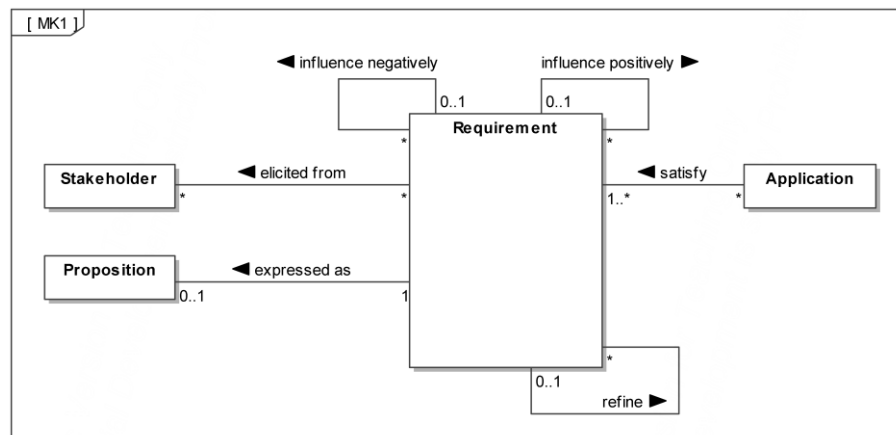 [ MK1 ]
◄ influence negatively
influence positively ►
0..1
0..1
Requirement
*
*
Stakeholder
◄ elicited from
◄ satisfy
Application
*
*
1..*
*
Proposition
◄ expressed as
0..1
1
*
0..1
refine ►